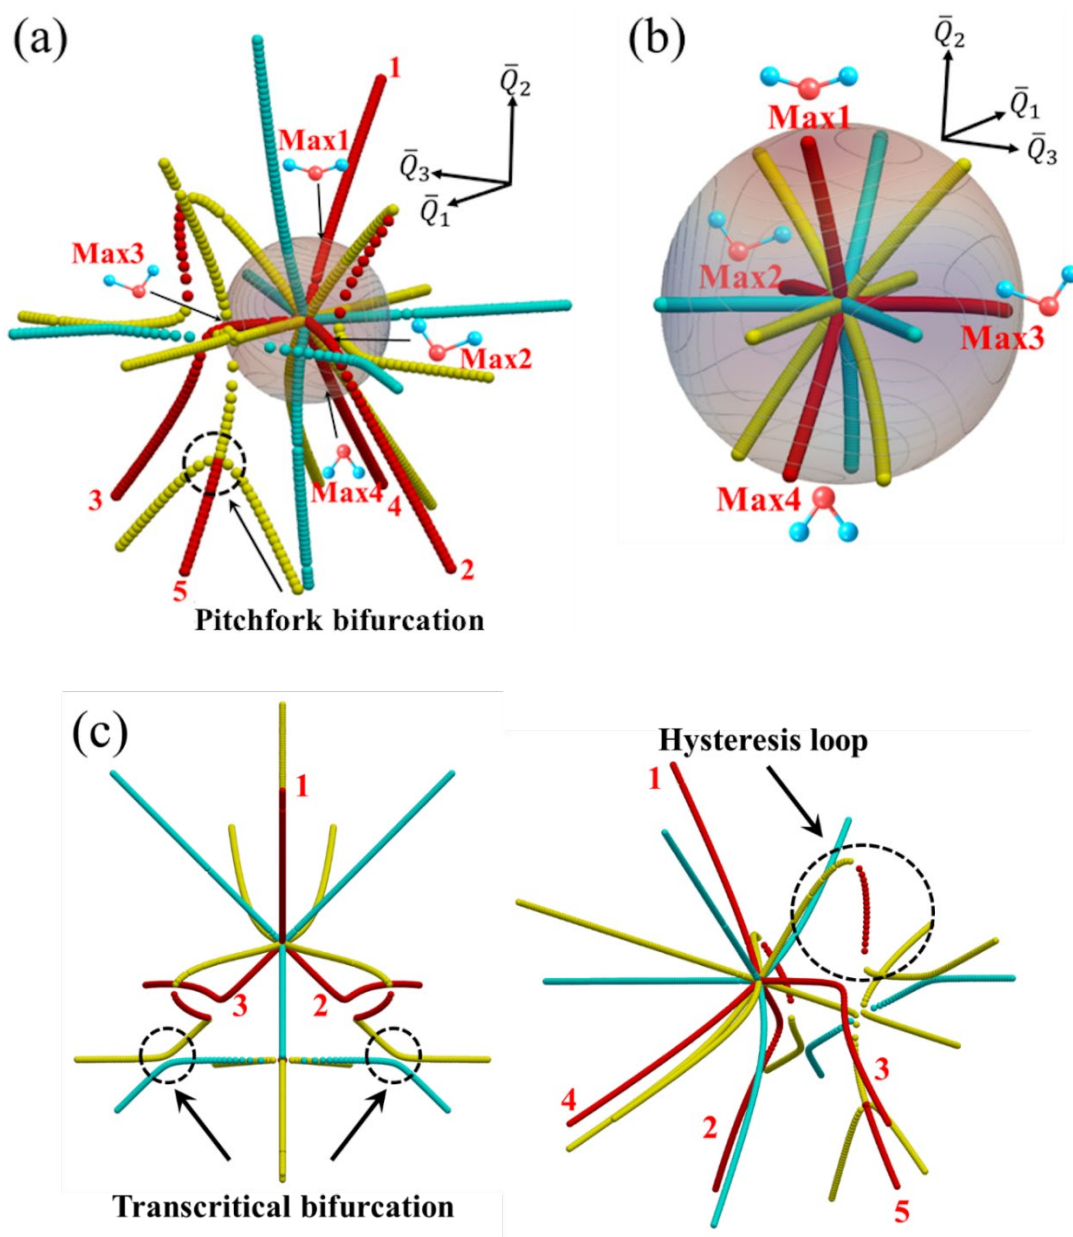 (a)
(b)
1
Q̄₂
Max1
Q̄₃
Q̄₁
Max3
Max2
Max4
3
4
5
2
Pitchfork bifurcation
Q̄₂
Max1
Q̄₁
Q̄₃
Max2
Max3
Max4
(c)
1
3
2
Transcritical bifurcation
Hysteresis loop
1
4
2
3
5